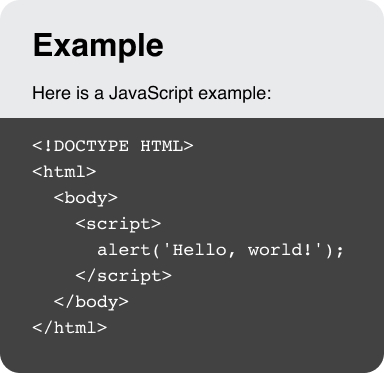 Example
Here is a JavaScript example:
<!DOCTYPE HTML>
<html>
  <body>
    <script>
      alert('Hello, world!');
    </script>
  </body>
</html>